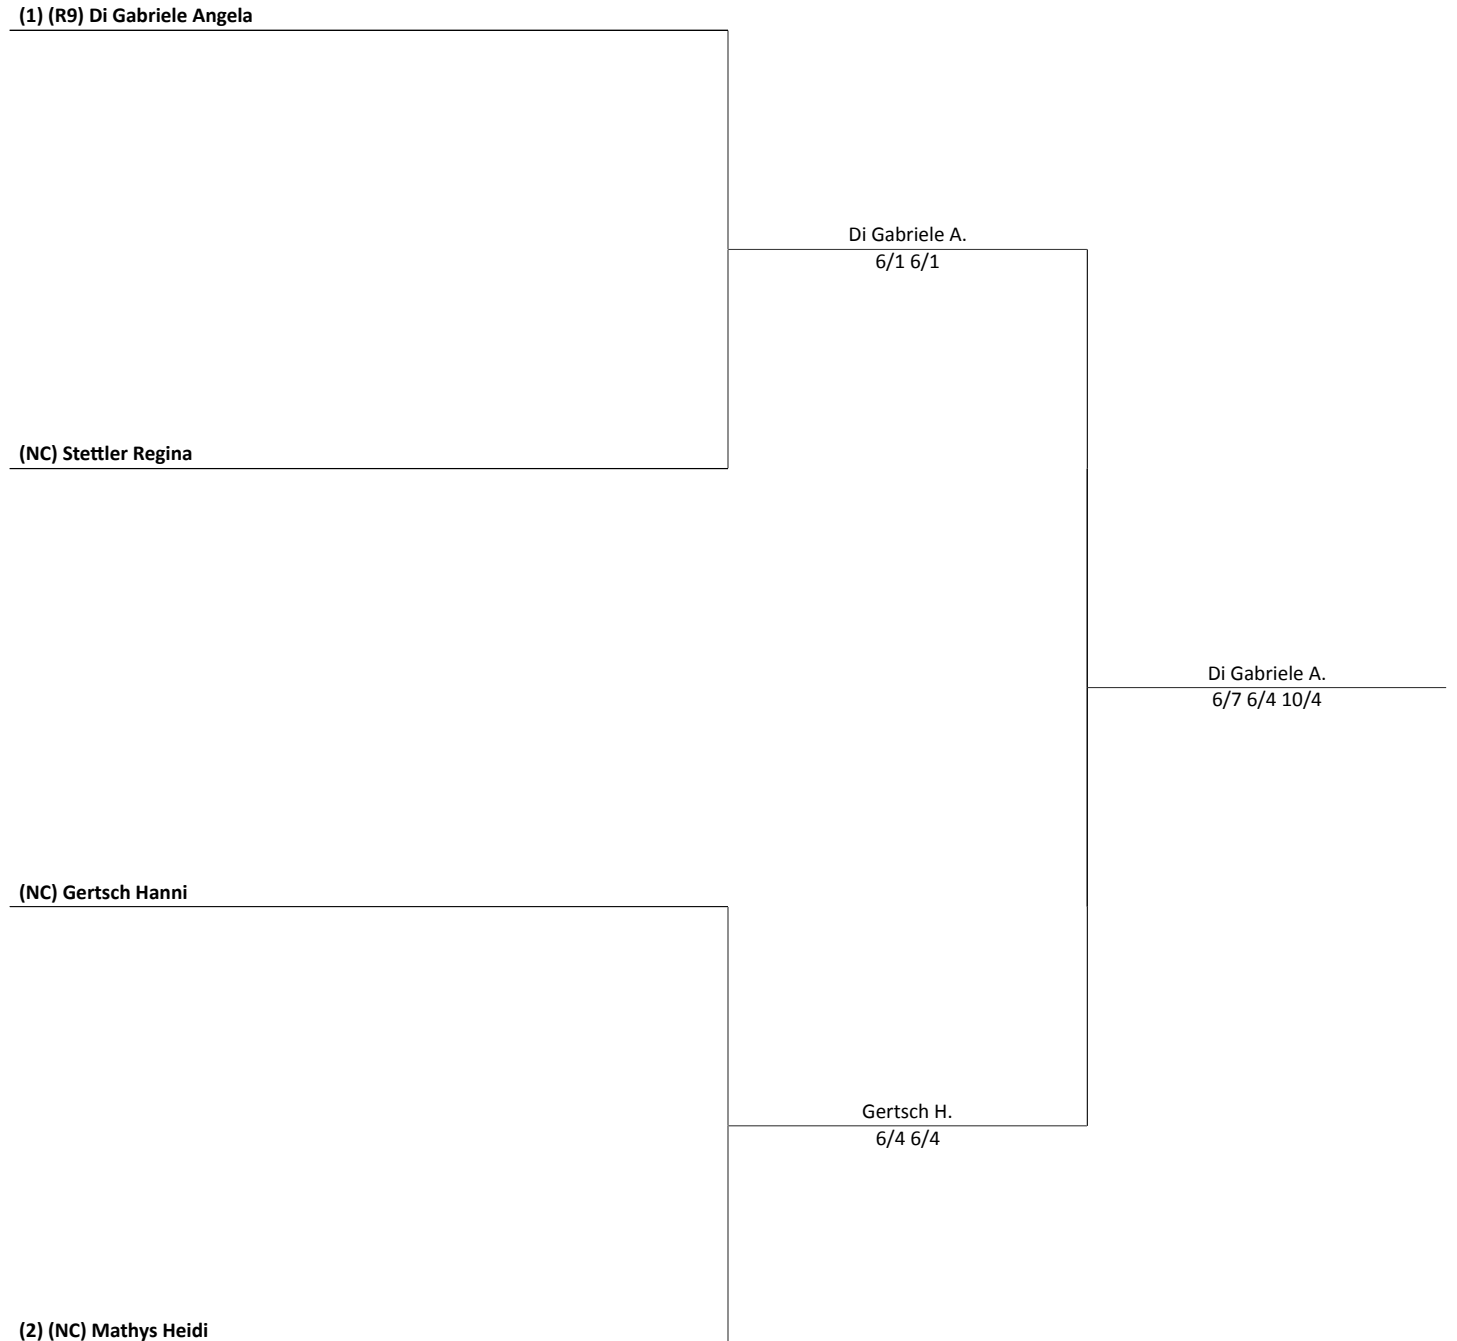 (1) (R9) Di Gabriele Angela
Di Gabriele A.
6/1 6/1
(NC) Stettler Regina
Di Gabriele A.
6/7 6/4 10/4
(NC) Gertsch Hanni
Gertsch H.
6/4 6/4
(2) (NC) Mathys Heidi